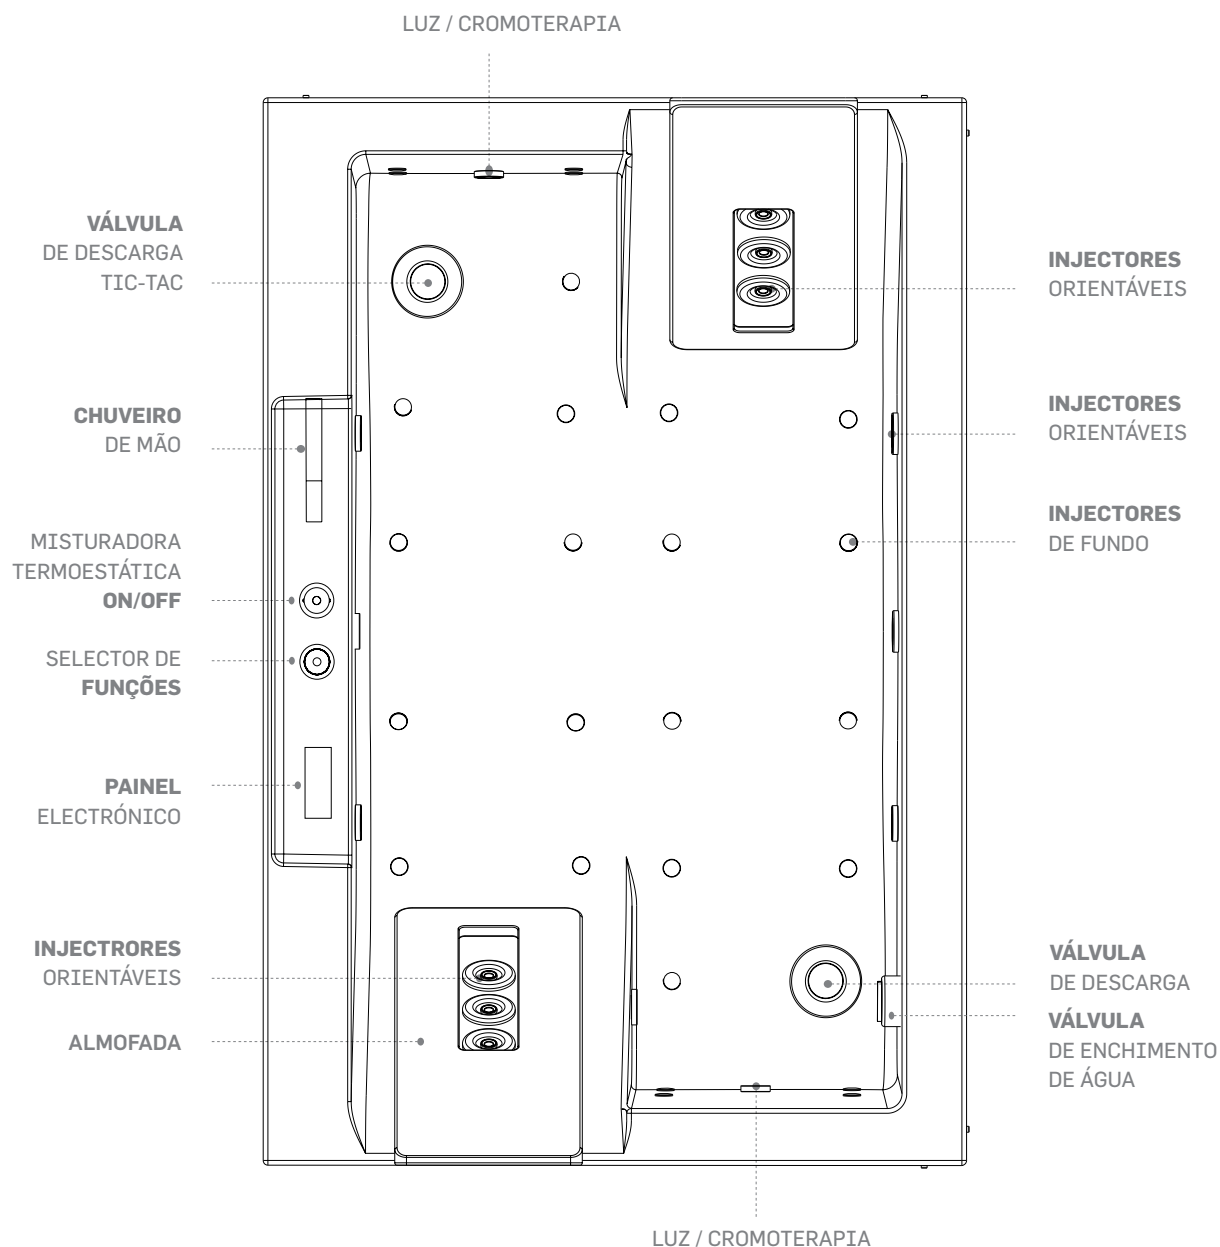 LUZ / CROMOTERAPIA
VÁLVULA
DE DESCARGA
TIC-TAC
CHUVEIRO
DE MÃO
MISTURADORA
TERMOESTÁTICA
ON/OFF
SELECTOR DE
FUNÇÕES
PAINEL
ELECTRÓNICO
INJECTRORES
ORIENTÁVEIS
ALMOFADA
INJECTORES
ORIENTÁVEIS
INJECTORES
ORIENTÁVEIS
INJECTORES
DE FUNDO
VÁLVULA
DE DESCARGA
VÁLVULA
DE ENCHIMENTO
DE ÁGUA
LUZ / CROMOTERAPIA